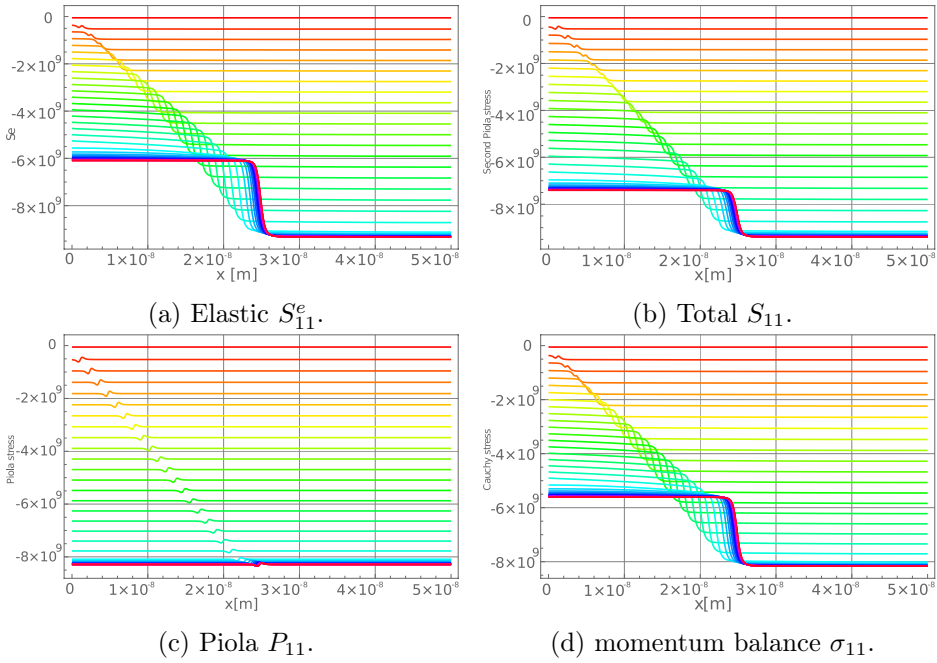 0
-2×10⁹
-4×10⁹
-6×10⁹
-8×10⁹
Se
0 1×10⁻⁸ 2×10⁻⁸ 3×10⁻⁸ 4×10⁻⁸ 5×10⁻⁸
x [m]
(a) Elastic S₁₁ᵉ.
0
-2×10⁹
-4×10⁹
-6×10⁹
-8×10⁹
Second Piola stress
0 1×10⁻⁸ 2×10⁻⁸ 3×10⁻⁸ 4×10⁻⁸ 5×10⁻⁸
x[m]
(b) Total S₁₁.
0
-2×10⁹
-4×10⁹
-6×10⁹
-8×10⁹
Piola stress
0 1×10⁻⁸ 2×10⁻⁸ 3×10⁻⁸ 4×10⁻⁸ 5×10⁻⁸
x[m]
(c) Piola P₁₁.
0
-2×10⁹
-4×10⁹
-6×10⁹
-8×10⁹
Cauchy stress
0 1×10⁻⁸ 2×10⁻⁸ 3×10⁻⁸ 4×10⁻⁸ 5×10⁻⁸
x[m]
(d) momentum balance σ₁₁.